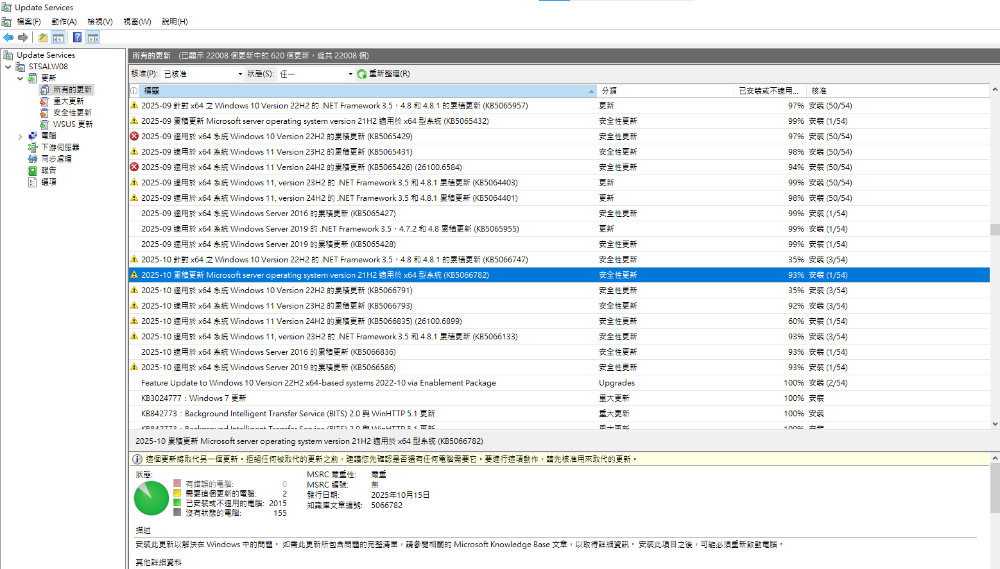 Update Services
檔案(F) 動作(A) 檢視(V) 視窗(W) 說明(H)
Update Services
STSALW08
更新
所有的更新
重大更新
安全性更新
WSUS 更新
電腦
下游伺服器
同步處理
報告
選項
所有的更新 (已顯示 22008 個更新中的 620 個更新，總共 22008 個)
核准(P): 已核准 狀態(S): 任一 重新整理(R)
標題 分類 已安裝或不適用... 核准
2025-09 針對 x64 之 Windows 10 Version 22H2 的 .NET Framework 3.5、4.8 和 4.8.1 的累積更新 (KB5065957) 更新 97% 安裝 (50/54)
2025-09 累積更新 Microsoft server operating system version 21H2 適用於 x64 型系統 (KB5065432) 安全性更新 99% 安裝 (1/54)
2025-09 適用於 x64 系統 Windows 10 Version 22H2 的累積更新 (KB5065429) 安全性更新 97% 安裝 (50/54)
2025-09 適用於 x64 系統 Windows 11 Version 23H2 的累積更新 (KB5065431) 安全性更新 98% 安裝 (50/54)
2025-09 適用於 x64 系統 Windows 11 Version 24H2 的累積更新 (KB5065426) (26100.6584) 安全性更新 94% 安裝 (50/54)
2025-09 適用於 x64 系統 Windows 11, version 23H2 的 .NET Framework 3.5 和 4.8.1 累積更新 (KB5064403) 更新 99% 安裝 (50/54)
2025-09 適用於 x64 系統 Windows 11, version 24H2 的 .NET Framework 3.5 和 4.8.1 累積更新 (KB5064401) 更新 98% 安裝 (50/54)
2025-09 適用於 x64 系統 Windows Server 2016 的累積更新 (KB5065427) 安全性更新 99% 安裝 (1/54)
2025-09 適用於 x64 系統 Windows Server 2019 的 .NET Framework 3.5、4.7.2 和 4.8 累積更新 (KB5065955) 更新 99% 安裝 (1/54)
2025-09 適用於 x64 系統 Windows Server 2019 的累積更新 (KB5065428) 安全性更新 99% 安裝 (1/54)
2025-10 針對 x64 之 Windows 10 Version 22H2 的 .NET Framework 3.5、4.8 和 4.8.1 的累積更新 (KB5066747) 安全性更新 35% 安裝 (3/54)
2025-10 累積更新 Microsoft server operating system version 21H2 適用於 x64 型系統 (KB5066782) 安全性更新 93% 安裝 (1/54)
2025-10 適用於 x64 系統 Windows 10 Version 22H2 的累積更新 (KB5066791) 安全性更新 35% 安裝 (3/54)
2025-10 適用於 x64 系統 Windows 11 Version 23H2 的累積更新 (KB5066793) 安全性更新 92% 安裝 (3/54)
2025-10 適用於 x64 系統 Windows 11 Version 24H2 的累積更新 (KB5066835) (26100.6899) 安全性更新 60% 安裝 (1/54)
2025-10 適用於 x64 系統 Windows 11, version 23H2 的 .NET Framework 3.5 和 4.8.1 累積更新 (KB5066133) 安全性更新 93% 安裝 (3/54)
2025-10 適用於 x64 系統 Windows Server 2016 的累積更新 (KB5066836) 安全性更新 93% 安裝 (1/54)
2025-10 適用於 x64 系統 Windows Server 2019 的累積更新 (KB5066586) 安全性更新 93% 安裝 (1/54)
Feature Update to Windows 10 Version 22H2 x64-based systems 2022-10 via Enablement Package Upgrades 100% 安裝 (2/54)
KB3024777：Windows 7 更新 重大更新 100% 安裝
KB842773：Background Intelligent Transfer Service (BITS) 2.0 與 WinHTTP 5.1 更新 重大更新 100% 安裝
KB842773：Background Intelligent Transfer Service (BITS) 2.0 與 WinHTTP 5.1 更新 重大更新 100% 安裝
2025-10 累積更新 Microsoft server operating system version 21H2 適用於 x64 型系統 (KB5066782)
這個更新將取代另一個更新。拒絕任何被取代的更新之前，建議您先確認是否還有任何電腦需要它。要進行這項動作，請先核准用來取代的更新。
狀態:
有錯誤的電腦: 0
需要這個更新的電腦: 2
已安裝或不適用的電腦: 2015
沒有狀態的電腦: 155
MSRC 嚴重性: 嚴重
MSRC 編號: 無
發行日期: 2025年10月15日
知識庫文章編號: 5066782
描述
安裝此更新以解決在 Windows 中的問題。 如需此更新所包含問題的完整清單，請參閱相關的 Microsoft Knowledge Base 文章，以取得詳細資訊。 安裝此項目之後，可能必須重新啟動電腦。
其他詳細資料